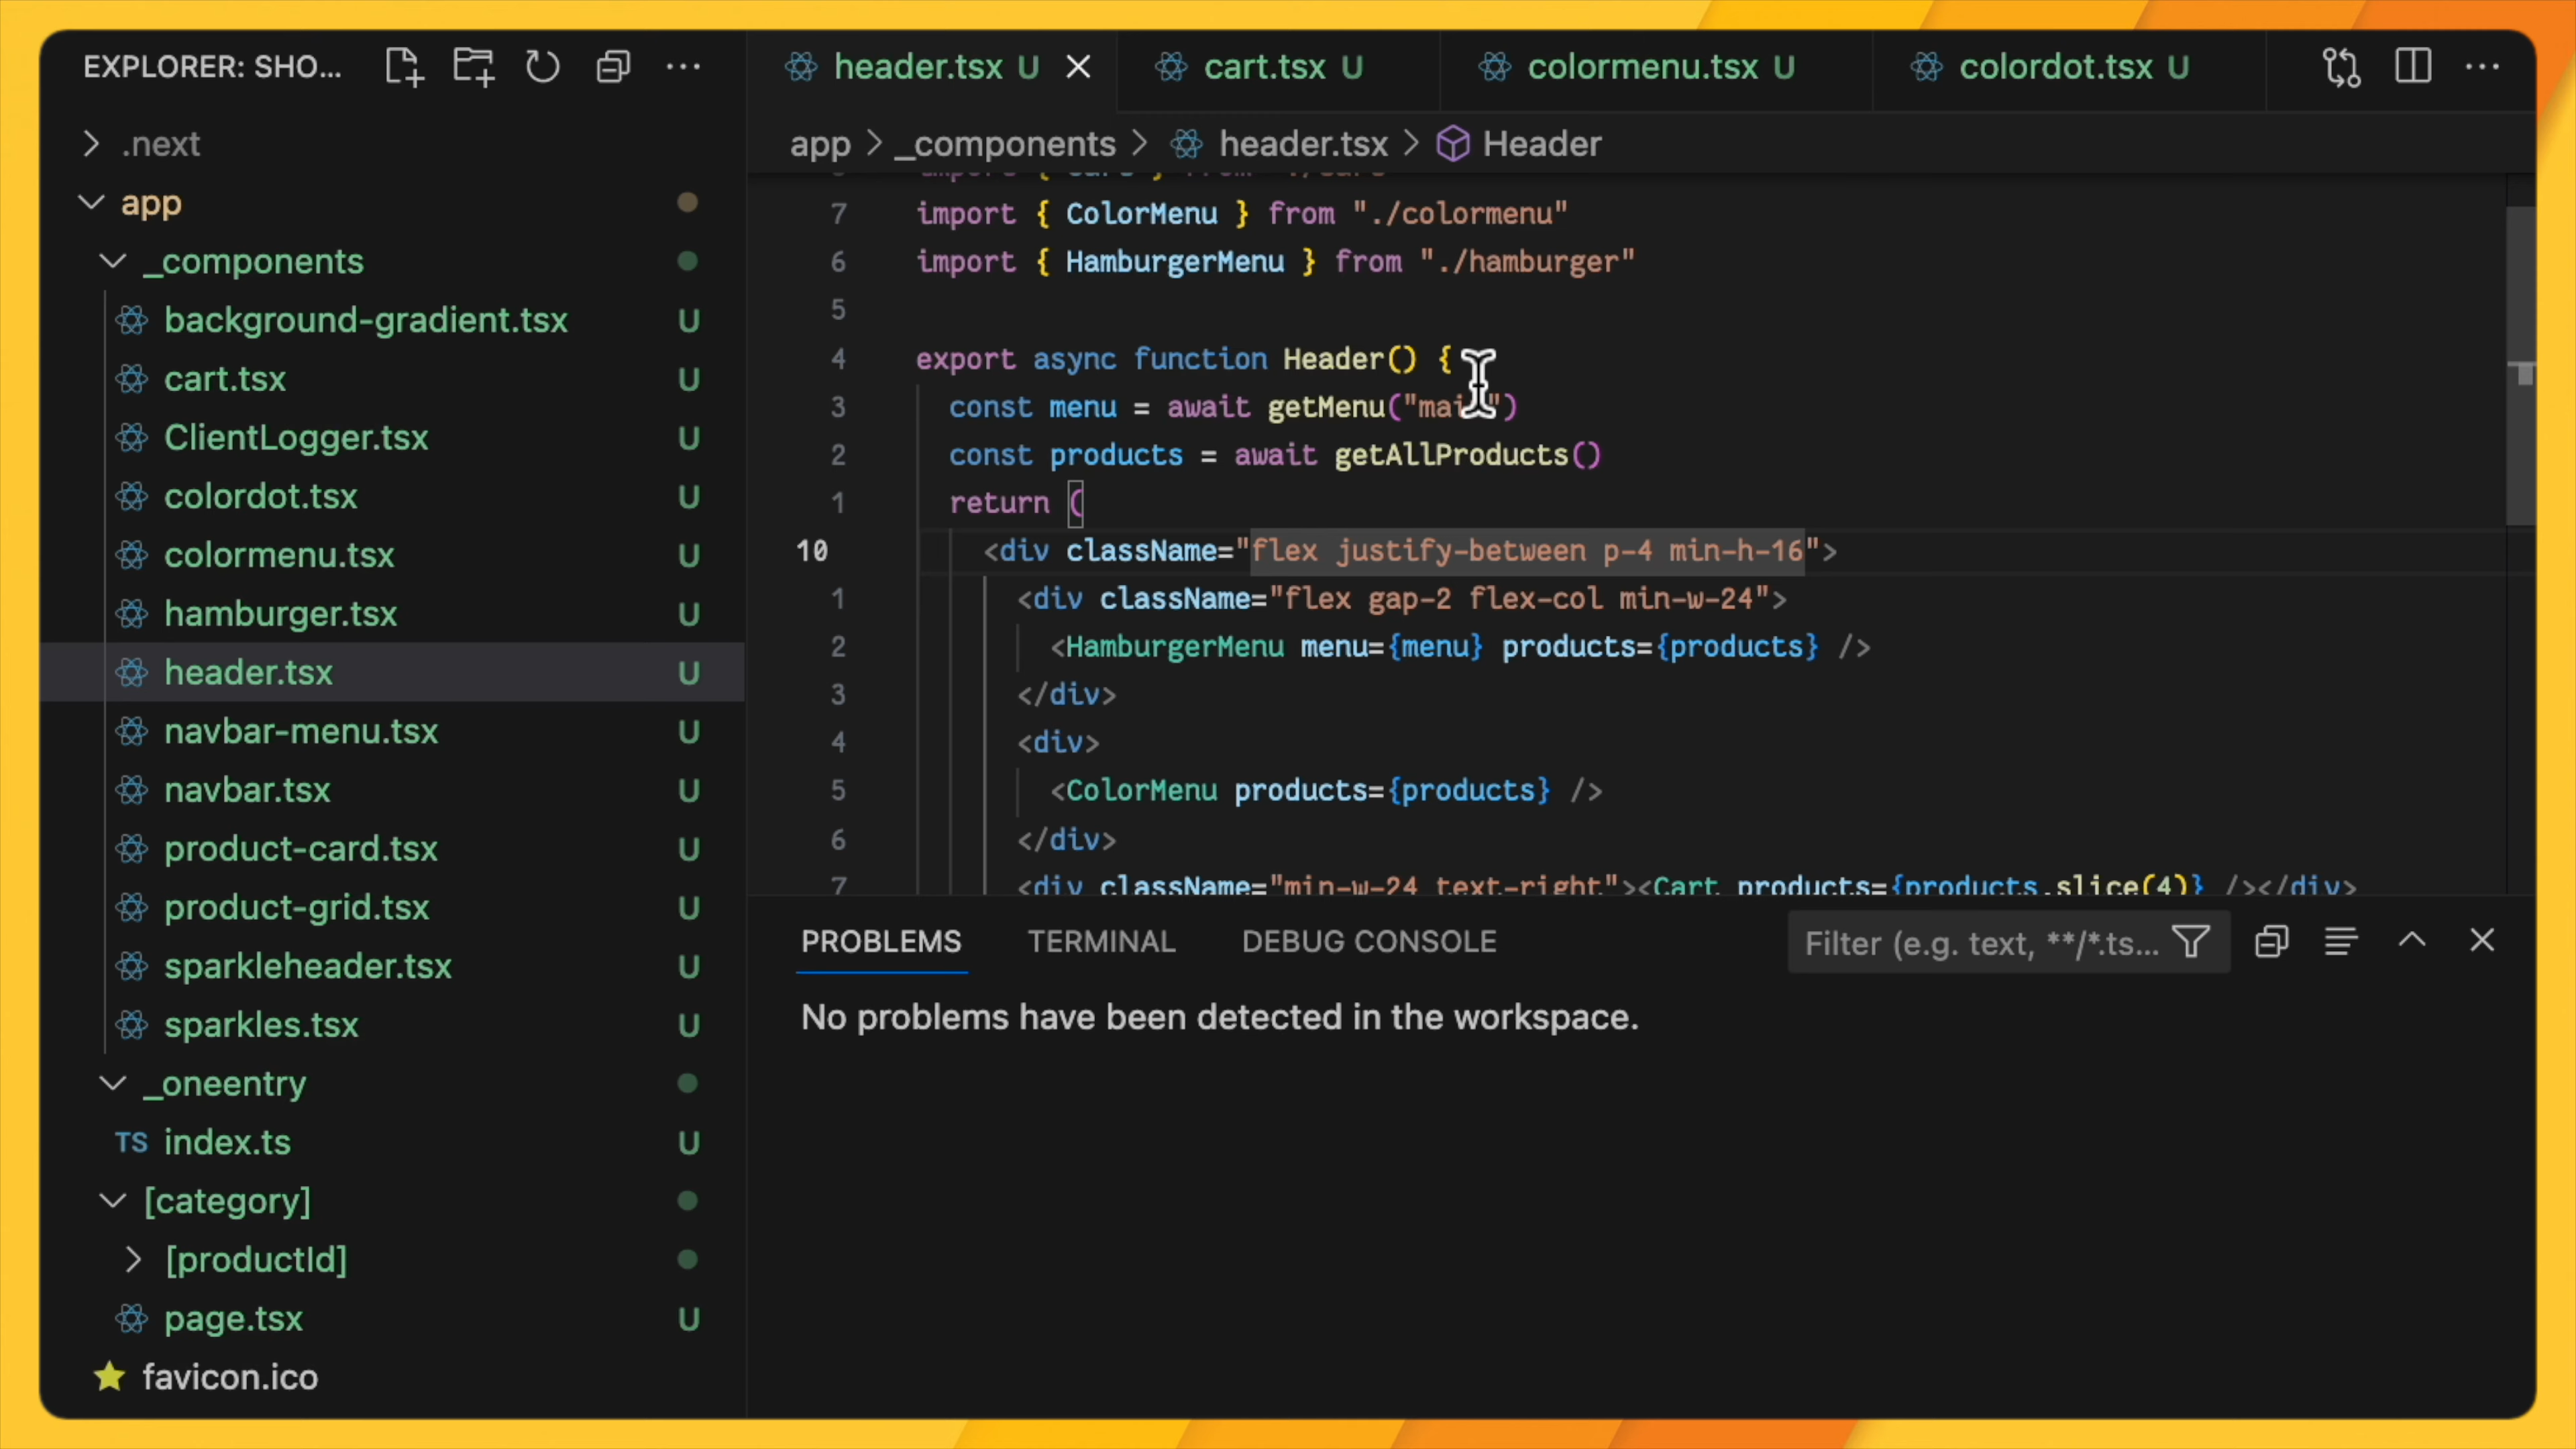 EXPLORER: SHO...
.next
app
_components
background-gradient.tsx U
cart.tsx U
ClientLogger.tsx U
colordot.tsx U
colormenu.tsx U
hamburger.tsx U
header.tsx U
navbar-menu.tsx U
navbar.tsx U
product-card.tsx U
product-grid.tsx U
sparkleheader.tsx U
sparkles.tsx U
_oneentry
TS index.ts U
[category]
[productId]
page.tsx U
favicon.ico
header.tsx U cart.tsx U colormenu.tsx U colordot.tsx U
app > _components > header.tsx > Header
7 import { ColorMenu } from "./colormenu"
6 import { HamburgerMenu } from "./hamburger"
5
4 export async function Header() {
3 const menu = await getMenu(
2 const products = await getAllProducts()
1 return (
10 <div className="flex justify-between p-4 min-h-16">
1 <div className="flex gap-2 flex-col min-w-24">
2 <HamburgerMenu menu={menu} products={products} />
3 </div>
4 <div>
5 <ColorMenu products={products} />
6 </div>
7 <div className="min-w-24 text-right"><Cart products={products.slice(4)} /></div>
PROBLEMS TERMINAL DEBUG CONSOLE
Filter (e.g. text, **/*.ts...
No problems have been detected in the workspace.